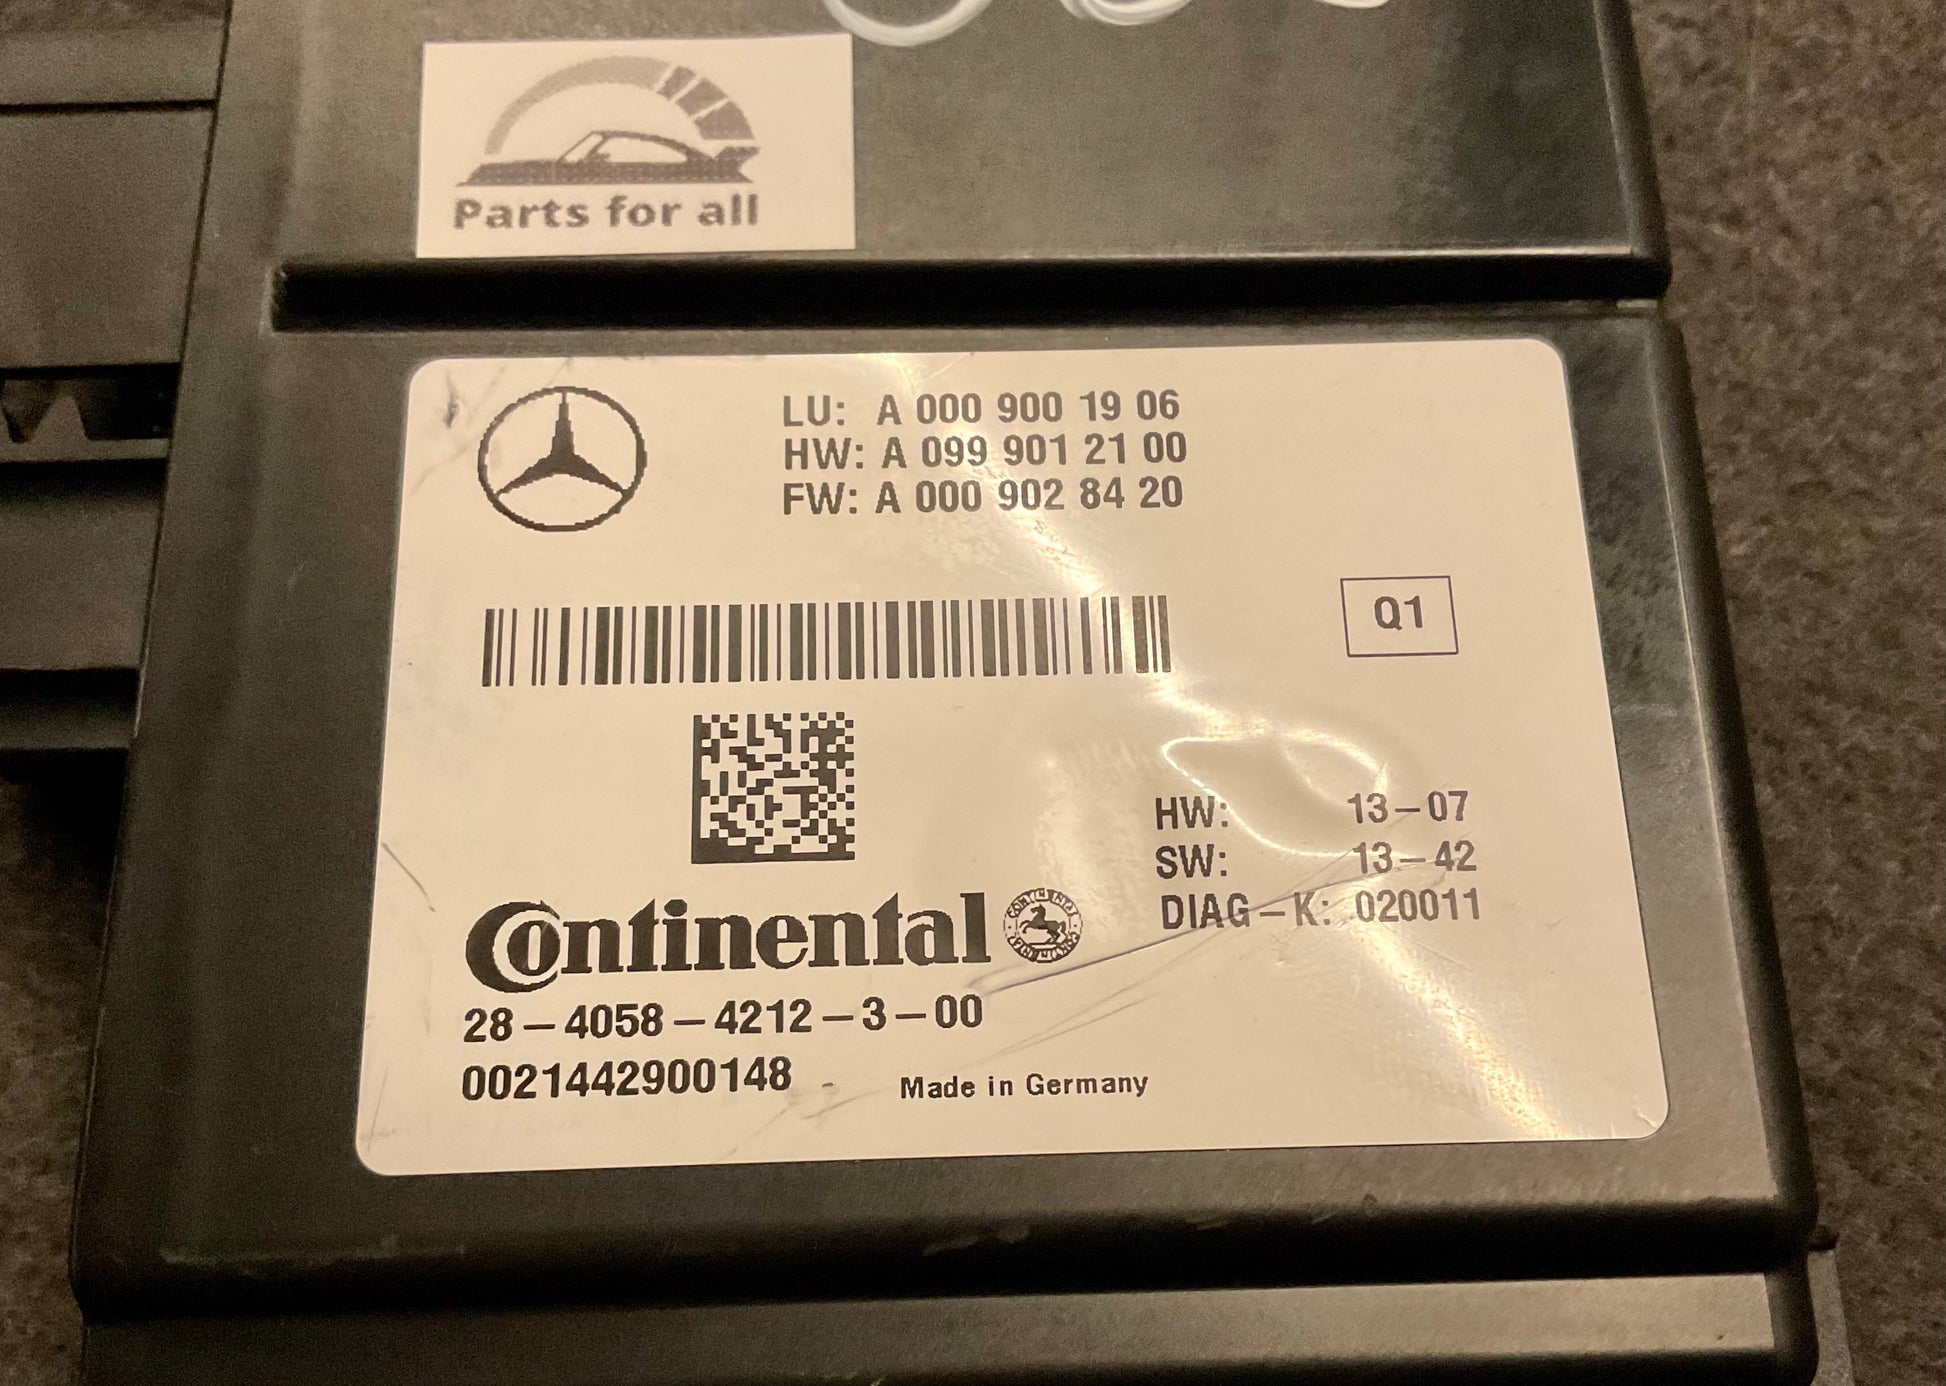 Parts for all
LU: A 000 900 19 06
HW: A 099 901 21 00
FW: A 000 902 84 20
Q1
HW: 13-07
SW: 13-42
DIAG-K: 020011
Continental
28-4058-4212-3-00
0021442900148
Made in Germany